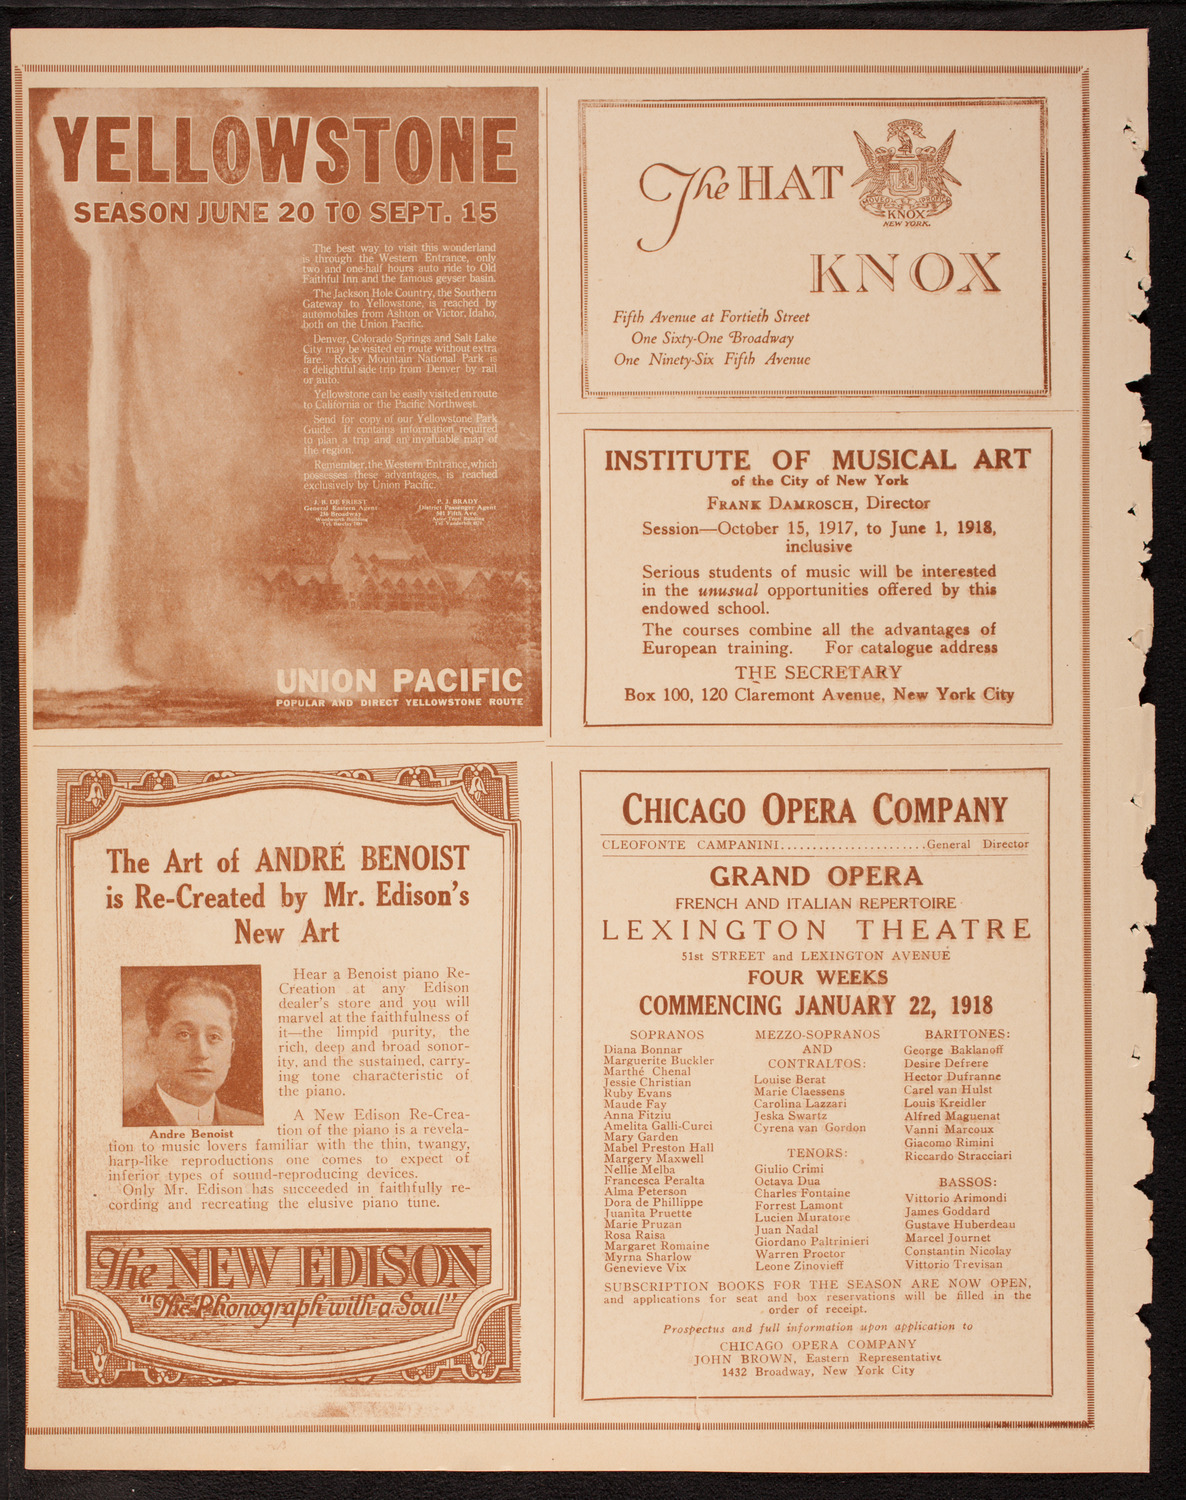 YELLOWSTONE
SEASON JUNE 20 TO SEPT. 15
The best way to visit this wonderland
is through the Western Entrance, only
two and one-half hours auto ride to Old
Faithful Inn and the famous geyser basin.
The Jackson Hole Country, the Southern
Gateway to Yellowstone, is reached by
automobiles from Ashton or Victor, Idaho,
both on the Union Pacific.
Denver, Colorado Springs and Salt Lake
City may be visited en route without extra
fare. Rocky Mountain National Park is
a delightful side trip from Denver by rail
or auto.
Yellowstone can be easily visited en route
to California or the Pacific Northwest.
Send for copy of our Yellowstone Park
Guide. It contains information required
to plan a trip and an invaluable map of
the region.
Remember, the Western Entrance, which
possesses these advantages, is reached
exclusively by Union Pacific.
J. B. DE FRIEST
General Eastern Agent
Broadway
Woolworth Building
P. J. BRADY
District Passenger Agent
501 Fifth Ave.
UNION PACIFIC
POPULAR AND DIRECT YELLOWSTONE ROUTE
The HAT
KNOX
NEW YORK.
KNOX
Fifth Avenue at Fortieth Street
One Sixty-One Broadway
One Ninety-Six Fifth Avenue
INSTITUTE OF MUSICAL ART
of the City of New York
FRANK DAMROSCH, Director
Session—October 15, 1917, to June 1, 1918,
inclusive
Serious students of music will be interested
in the unusual opportunities offered by this
endowed school.
The courses combine all the advantages of
European training. For catalogue address
THE SECRETARY
Box 100, 120 Claremont Avenue, New York City
The Art of ANDRÉ BENOIST
is Re-Created by Mr. Edison's
New Art
Hear a Benoist piano Re-
Creation at any Edison
dealer's store and you will
marvel at the faithfulness of
it—the limpid purity, the
rich, deep and broad sonor-
ity, and the sustained, carry-
ing tone characteristic of
the piano.
A New Edison Re-Crea-
Andre Benoist
tion of the piano is a revela-
tion to music lovers familiar with the thin, twangy,
harp-like reproductions one comes to expect of
inferior types of sound-reproducing devices.
Only Mr. Edison has succeeded in faithfully re-
cording and recreating the elusive piano tune.
The NEW EDISON
"The Phonograph with a Soul"
CHICAGO OPERA COMPANY
CLEOFONTE CAMPANINI.......................General Director
GRAND OPERA
FRENCH AND ITALIAN REPERTOIRE
LEXINGTON THEATRE
51st STREET and LEXINGTON AVENUE
FOUR WEEKS
COMMENCING JANUARY 22, 1918
SOPRANOS
Diana Bonnar
Marguerite Buckler
Marthé Chenal
Jessie Christian
Ruby Evans
Maude Fay
Anna Fitziu
Amelita Galli-Curci
Mary Garden
Mabel Preston Hall
Margery Maxwell
Nellie Melba
Francesca Peralta
Alma Peterson
Dora de Phillippe
Juanita Pruette
Marie Pruzan
Rosa Raisa
Margaret Romaine
Myrna Sharlow
Genevieve Vix
MEZZO-SOPRANOS
AND
CONTRALTOS:
Louise Berat
Marie Claessens
Carolina Lazzari
Jeska Swartz
Cyrena van Gordon
TENORS:
Giulio Crimi
Octava Dua
Charles Fontaine
Forrest Lamont
Lucien Muratore
Juan Nadal
Giordano Paltrinieri
Warren Proctor
Leone Zinovieff
BARITONES:
George Baklanoff
Desire Defrere
Hector Dufranne
Carel van Hulst
Louis Kreidler
Alfred Maguenat
Vanni Marcoux
Giacomo Rimini
Riccardo Stracciari
BASSOS:
Vittorio Arimondi
James Goddard
Gustave Huberdeau
Marcel Journet
Constantin Nicolay
Vittorio Trevisan
SUBSCRIPTION BOOKS FOR THE SEASON ARE NOW OPEN,
and applications for seat and box reservations will be filled in the
order of receipt.
Prospectus and full information upon application to
CHICAGO OPERA COMPANY
JOHN BROWN, Eastern Representative
1432 Broadway, New York City